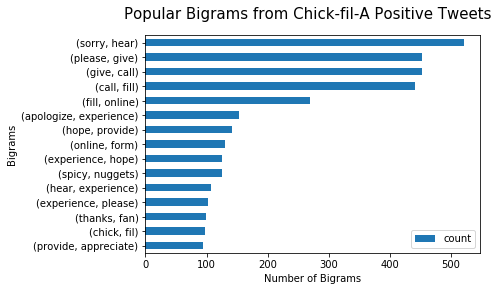 Popular Bigrams from Chick-fil-A Positive Tweets
(sorry, hear)
(please, give)
(give, call)
(call, fill)
(fill, online)
(apologize, experience)
(hope, provide)
(online, form)
(experience, hope)
(spicy, nuggets)
(hear, experience)
(experience, please)
(thanks, fan)
(chick, fil)
(provide, appreciate)
Bigrams
count
0 100 200 300 400 500
Number of Bigrams